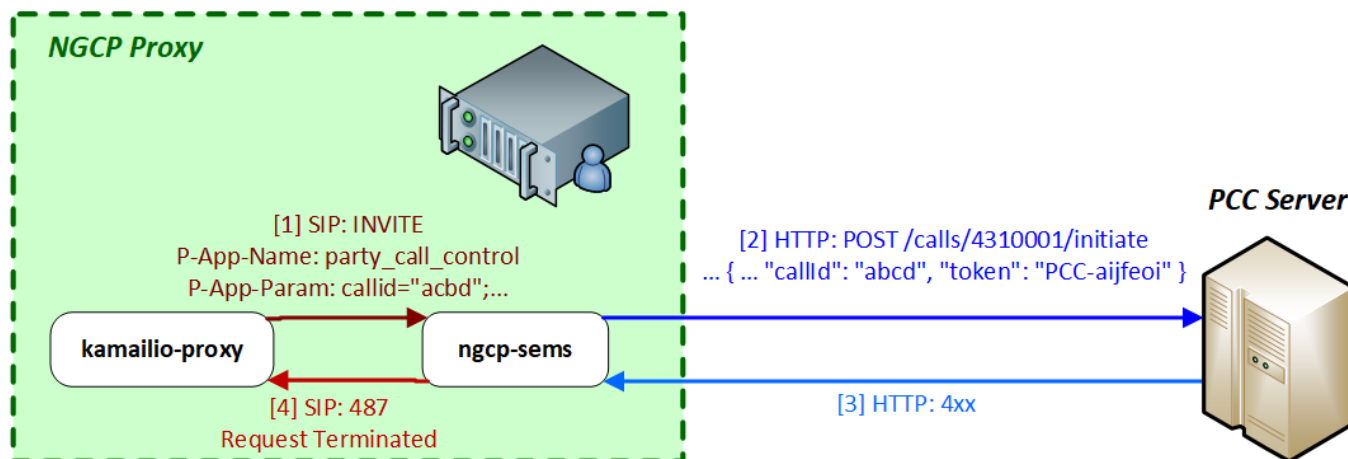 NGCP Proxy
[1] SIP: INVITE
P-App-Name: party_call_control
P-App-Param: callid="acbd";...
kamailio-proxy
ngcp-sems
[4] SIP: 487
Request Terminated
[2] HTTP: POST /calls/4310001/initiate
... { ... "callId": "abcd", "token": "PCC-aijfeoi" }
[3] HTTP: 4xx
PCC Server